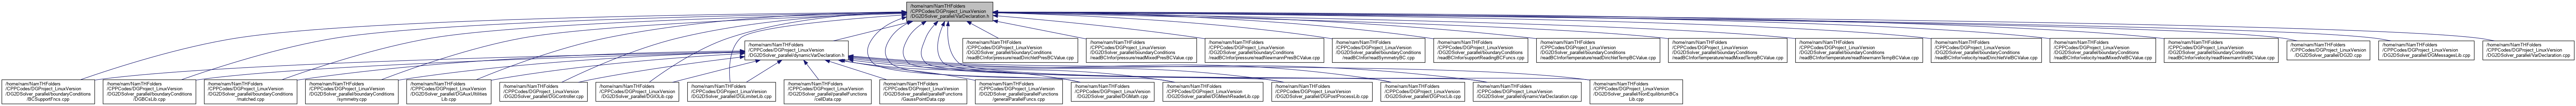 /home/nam/NamTHFolders
/CPPCodes/DGProject_LinuxVersion
/DG2DSolver_parallel/VarDeclaration.h
/home/nam/NamTHFolders
/CPPCodes/DGProject_LinuxVersion
/DG2DSolver_parallel/dynamicVarDeclaration.h
/home/nam/NamTHFolders
/CPPCodes/DGProject_LinuxVersion
/DG2DSolver_parallel/boundaryConditions
/readBCInfor/pressure/readDirichletPresBCValue.cpp
/home/nam/NamTHFolders
/CPPCodes/DGProject_LinuxVersion
/DG2DSolver_parallel/boundaryConditions
/readBCInfor/pressure/readMixedPresBCValue.cpp
/home/nam/NamTHFolders
/CPPCodes/DGProject_LinuxVersion
/DG2DSolver_parallel/boundaryConditions
/readBCInfor/pressure/readNewmannPresBCValue.cpp
/home/nam/NamTHFolders
/CPPCodes/DGProject_LinuxVersion
/DG2DSolver_parallel/boundaryConditions
/readBCInfor/readSymmetryBC.cpp
/home/nam/NamTHFolders
/CPPCodes/DGProject_LinuxVersion
/DG2DSolver_parallel/boundaryConditions
/readBCInfor/supportReadingBCFuncs.cpp
/home/nam/NamTHFolders
/CPPCodes/DGProject_LinuxVersion
/DG2DSolver_parallel/boundaryConditions
/readBCInfor/temperature/readDirichletTempBCValue.cpp
/home/nam/NamTHFolders
/CPPCodes/DGProject_LinuxVersion
/DG2DSolver_parallel/boundaryConditions
/readBCInfor/temperature/readMixedTempBCValue.cpp
/home/nam/NamTHFolders
/CPPCodes/DGProject_LinuxVersion
/DG2DSolver_parallel/boundaryConditions
/readBCInfor/temperature/readNewmannTempBCValue.cpp
/home/nam/NamTHFolders
/CPPCodes/DGProject_LinuxVersion
/DG2DSolver_parallel/boundaryConditions
/readBCInfor/velocity/readDirichletVelBCValue.cpp
/home/nam/NamTHFolders
/CPPCodes/DGProject_LinuxVersion
/DG2DSolver_parallel/boundaryConditions
/readBCInfor/velocity/readMixedVelBCValue.cpp
/home/nam/NamTHFolders
/CPPCodes/DGProject_LinuxVersion
/DG2DSolver_parallel/boundaryConditions
/readBCInfor/velocity/readNewmannVelBCValue.cpp
/home/nam/NamTHFolders
/CPPCodes/DGProject_LinuxVersion
/DG2DSolver_parallel/DG2D.cpp
/home/nam/NamTHFolders
/CPPCodes/DGProject_LinuxVersion
/DG2DSolver_parallel/DGMessagesLib.cpp
/home/nam/NamTHFolders
/CPPCodes/DGProject_LinuxVersion
/DG2DSolver_parallel/VarDeclaration.cpp
/home/nam/NamTHFolders
/CPPCodes/DGProject_LinuxVersion
/DG2DSolver_parallel/boundaryConditions
/BCSupportFncs.cpp
/home/nam/NamTHFolders
/CPPCodes/DGProject_LinuxVersion
/DG2DSolver_parallel/boundaryConditions
/DGBCsLib.cpp
/home/nam/NamTHFolders
/CPPCodes/DGProject_LinuxVersion
/DG2DSolver_parallel/boundaryConditions
/matched.cpp
/home/nam/NamTHFolders
/CPPCodes/DGProject_LinuxVersion
/DG2DSolver_parallel/boundaryConditions
/symmetry.cpp
/home/nam/NamTHFolders
/CPPCodes/DGProject_LinuxVersion
/DG2DSolver_parallel/DGAuxUltilities
Lib.cpp
/home/nam/NamTHFolders
/CPPCodes/DGProject_LinuxVersion
/DG2DSolver_parallel/DGController.cpp
/home/nam/NamTHFolders
/CPPCodes/DGProject_LinuxVersion
/DG2DSolver_parallel/DGIOLib.cpp
/home/nam/NamTHFolders
/CPPCodes/DGProject_LinuxVersion
/DG2DSolver_parallel/DGLimiterLib.cpp
/home/nam/NamTHFolders
/CPPCodes/DGProject_LinuxVersion
/DG2DSolver_parallel/parallelFunctions
/cellData.cpp
/home/nam/NamTHFolders
/CPPCodes/DGProject_LinuxVersion
/DG2DSolver_parallel/parallelFunctions
/GaussPointData.cpp
/home/nam/NamTHFolders
/CPPCodes/DGProject_LinuxVersion
/DG2DSolver_parallel/parallelFunctions
/generalParallelFuncs.cpp
/home/nam/NamTHFolders
/CPPCodes/DGProject_LinuxVersion
/DG2DSolver_parallel/DGMath.cpp
/home/nam/NamTHFolders
/CPPCodes/DGProject_LinuxVersion
/DG2DSolver_parallel/DGMeshReaderLib.cpp
/home/nam/NamTHFolders
/CPPCodes/DGProject_LinuxVersion
/DG2DSolver_parallel/DGPostProcessLib.cpp
/home/nam/NamTHFolders
/CPPCodes/DGProject_LinuxVersion
/DG2DSolver_parallel/DGProcLib.cpp
/home/nam/NamTHFolders
/CPPCodes/DGProject_LinuxVersion
/DG2DSolver_parallel/dynamicVarDeclaration.cpp
/home/nam/NamTHFolders
/CPPCodes/DGProject_LinuxVersion
/DG2DSolver_parallel/NonEquilibriumBCs
Lib.cpp